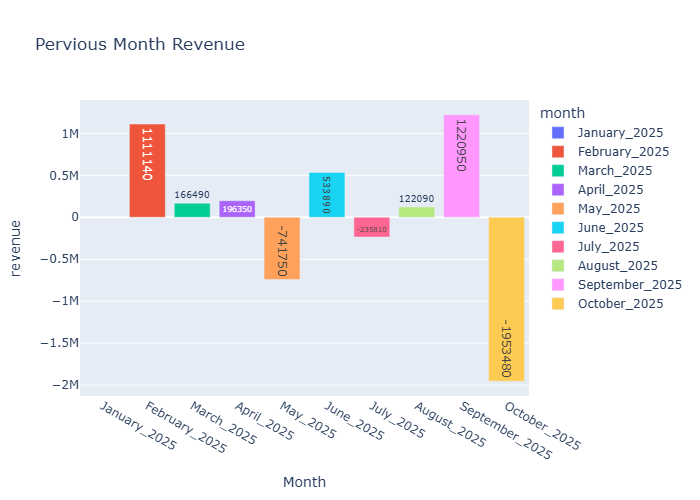 Pervious Month Revenue
month
January_2025
February_2025
March_2025
April_2025
May_2025
June_2025
July_2025
August_2025
September_2025
October_2025
revenue
1M
0.5M
0
−0.5M
−1M
−1.5M
−2M
1111140
166490
196350
-741750
533890
-235810
122090
1220950
-1953480
January_2025
February_2025
March_2025
April_2025
May_2025
June_2025
July_2025
August_2025
September_2025
October_2025
Month